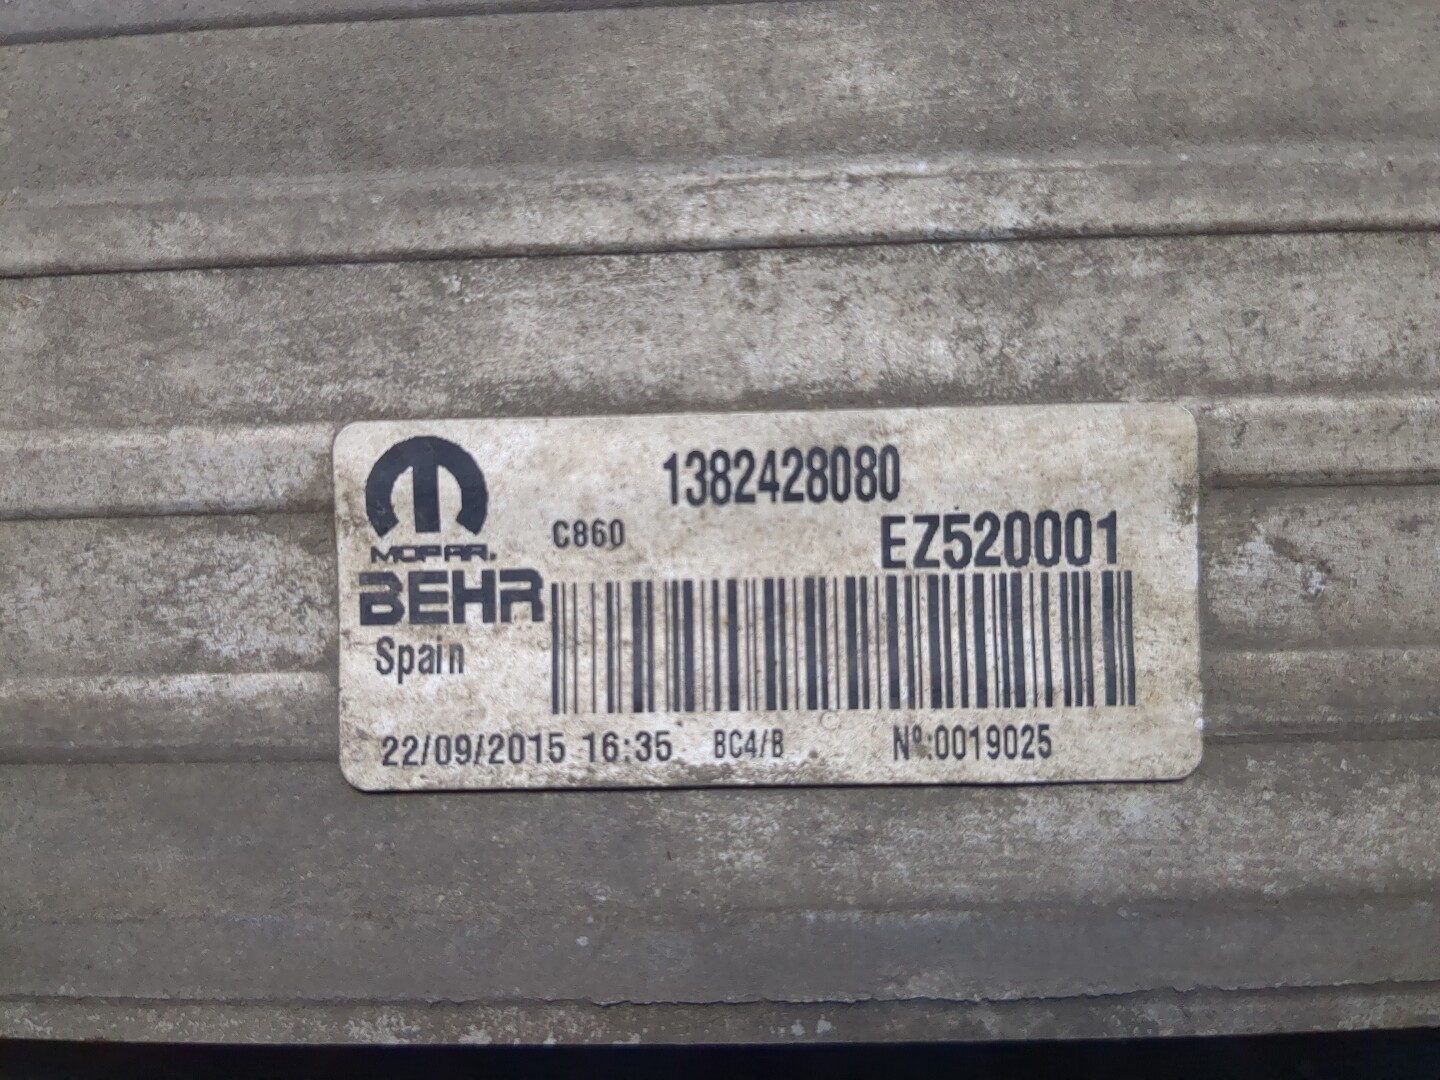 1382428080
C860
EZ520001
MOPAR.
BEHR
Spain
22/09/2015 16:35 BC4/B Nº:0019025